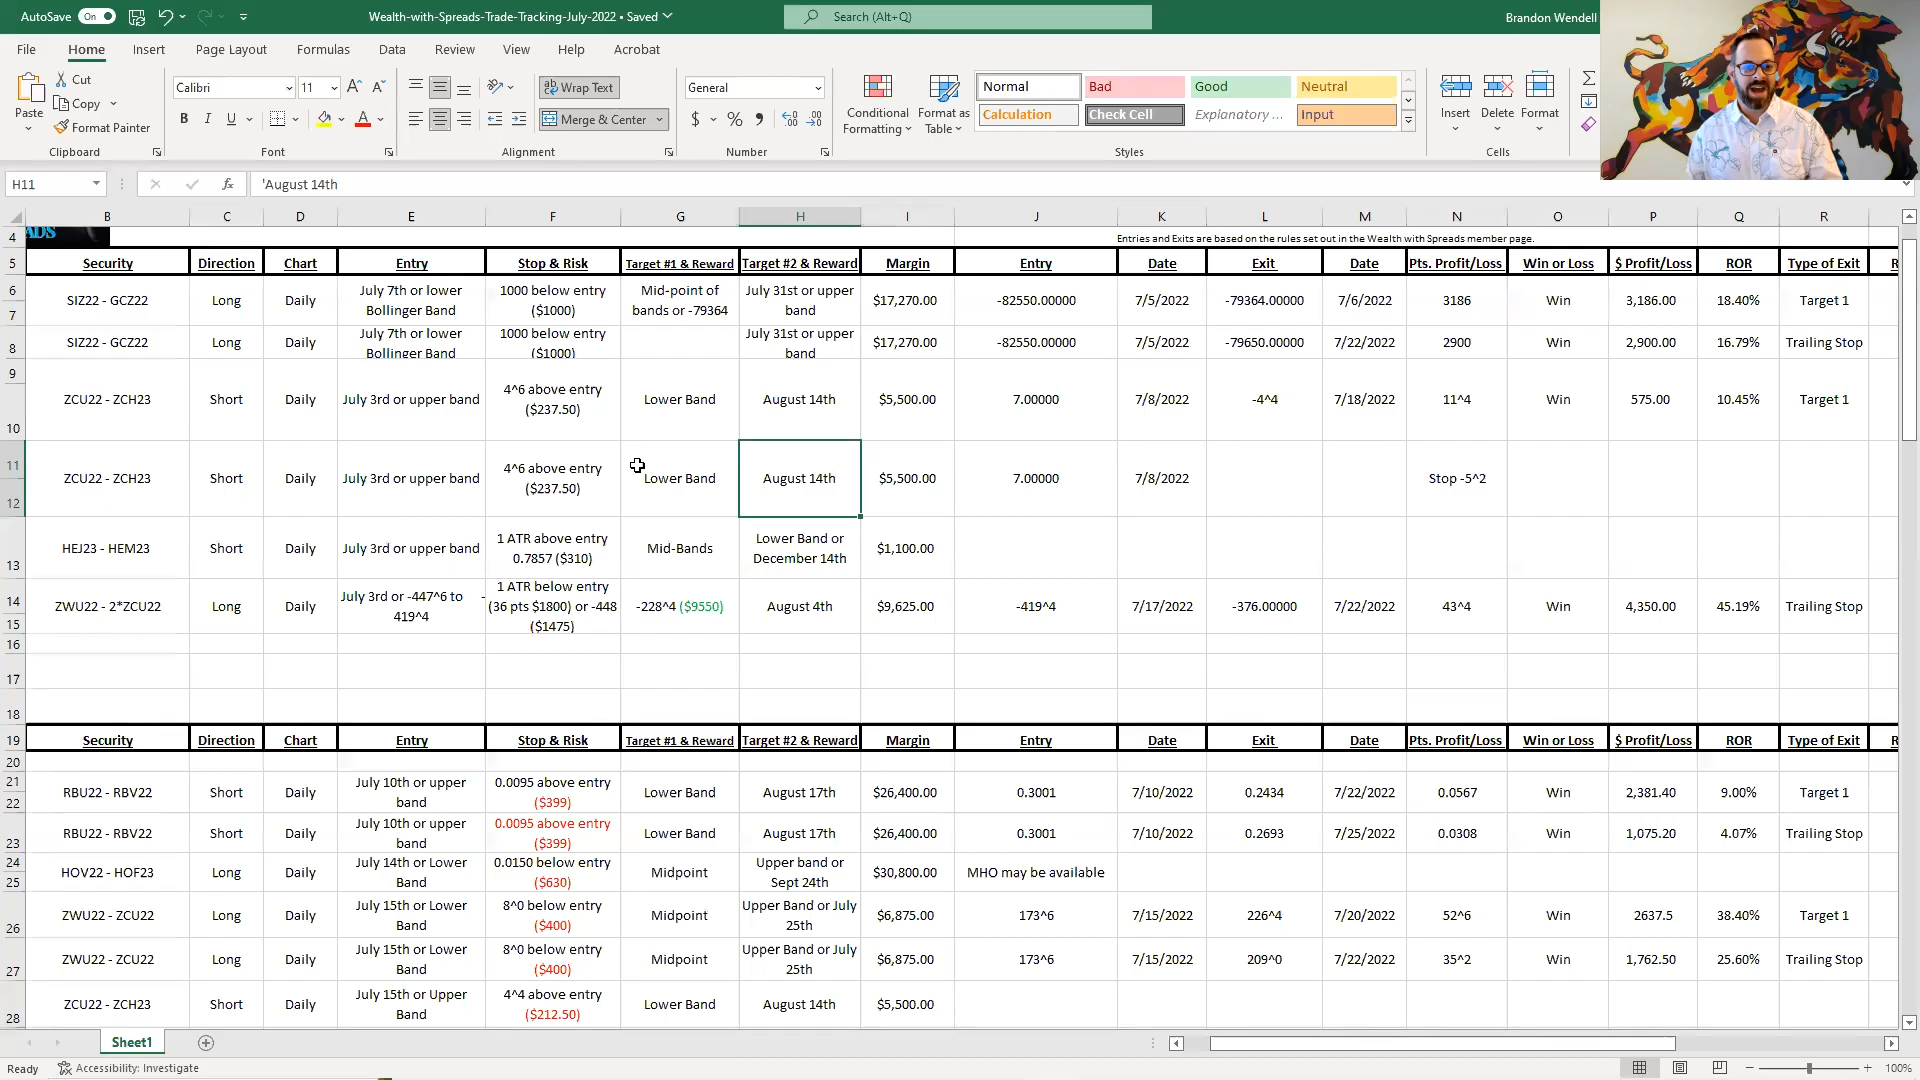 AutoSave On Wealth-with-Spreads-Trade-Tracking-July-2022 • Saved Search (Alt+Q) Brandon Wendell
File Home Insert Page Layout Formulas Data Review View Help Acrobat
Paste Cut Copy Format Painter Clipboard
Calibri 11 B I U Font
Wrap Text Merge & Center Alignment
General $ % Number
Conditional Formatting Format as Table
Normal Bad Good Neutral
Calculation Check Cell Explanatory ... Input
Styles
Insert Delete Format Cells
H11 fx 'August 14th
B C D E F G H I J K L M N O P Q R
4 ADS Entries and Exits are based on the rules set out in the Wealth with Spreads member page.
5 Security Direction Chart Entry Stop & Risk Target #1 & Reward Target #2 & Reward Margin Entry Date Exit Date Pts. Profit/Loss Win or Loss $ Profit/Loss ROR Type of Exit R
6 7 SIZ22 - GCZ22 Long Daily July 7th or lower Bollinger Band 1000 below entry ($1000) Mid-point of bands or -79364 July 31st or upper band $17,270.00 -82550.00000 7/5/2022 -79364.00000 7/6/2022 3186 Win 3,186.00 18.40% Target 1
8 SIZ22 - GCZ22 Long Daily July 7th or lower Bollinger Band 1000 below entry ($1000) July 31st or upper band $17,270.00 -82550.00000 7/5/2022 -79650.00000 7/22/2022 2900 Win 2,900.00 16.79% Trailing Stop
9 10 ZCU22 - ZCH23 Short Daily July 3rd or upper band 4^6 above entry ($237.50) Lower Band August 14th $5,500.00 7.00000 7/8/2022 -4^4 7/18/2022 11^4 Win 575.00 10.45% Target 1
11 12 ZCU22 - ZCH23 Short Daily July 3rd or upper band 4^6 above entry ($237.50) Lower Band August 14th $5,500.00 7.00000 7/8/2022 Stop -5^2
13 HEJ23 - HEM23 Short Daily July 3rd or upper band 1 ATR above entry 0.7857 ($310) Mid-Bands Lower Band or December 14th $1,100.00
14 15 ZWU22 - 2*ZCU22 Long Daily July 3rd or -447^6 to -419^4 1 ATR below entry (36 pts $1800) or -448 ($1475) -228^4 ($9550) August 4th $9,625.00 -419^4 7/17/2022 -376.00000 7/22/2022 43^4 Win 4,350.00 45.19% Trailing Stop
16
17
18
19 Security Direction Chart Entry Stop & Risk Target #1 & Reward Target #2 & Reward Margin Entry Date Exit Date Pts. Profit/Loss Win or Loss $ Profit/Loss ROR Type of Exit R
20
21 22 RBU22 - RBV22 Short Daily July 10th or upper band 0.0095 above entry ($399) Lower Band August 17th $26,400.00 0.3001 7/10/2022 0.2434 7/22/2022 0.0567 Win 2,381.40 9.00% Target 1
23 RBU22 - RBV22 Short Daily July 10th or upper band 0.0095 above entry ($399) Lower Band August 17th $26,400.00 0.3001 7/10/2022 0.2693 7/25/2022 0.0308 Win 1,075.20 4.07% Trailing Stop
24 25 HOV22 - HOF23 Long Daily July 14th or Lower Band 0.0150 below entry ($630) Midpoint Upper band or Sept 24th $30,800.00 MHO may be available
26 ZWU22 - ZCU22 Long Daily July 15th or Lower Band 8^0 below entry ($400) Midpoint Upper Band or July 25th $6,875.00 173^6 7/15/2022 226^4 7/20/2022 52^6 Win 2637.5 38.40% Target 1
27 ZWU22 - ZCU22 Long Daily July 15th or Lower Band 8^0 below entry ($400) Midpoint Upper Band or July 25th $6,875.00 173^6 7/15/2022 209^0 7/22/2022 35^2 Win 1,762.50 25.60% Trailing Stop
28 ZCU22 - ZCH23 Short Daily July 15th or Upper Band 4^4 above entry ($212.50) Lower Band August 14th $5,500.00
Sheet1
Ready Accessibility: Investigate 100%